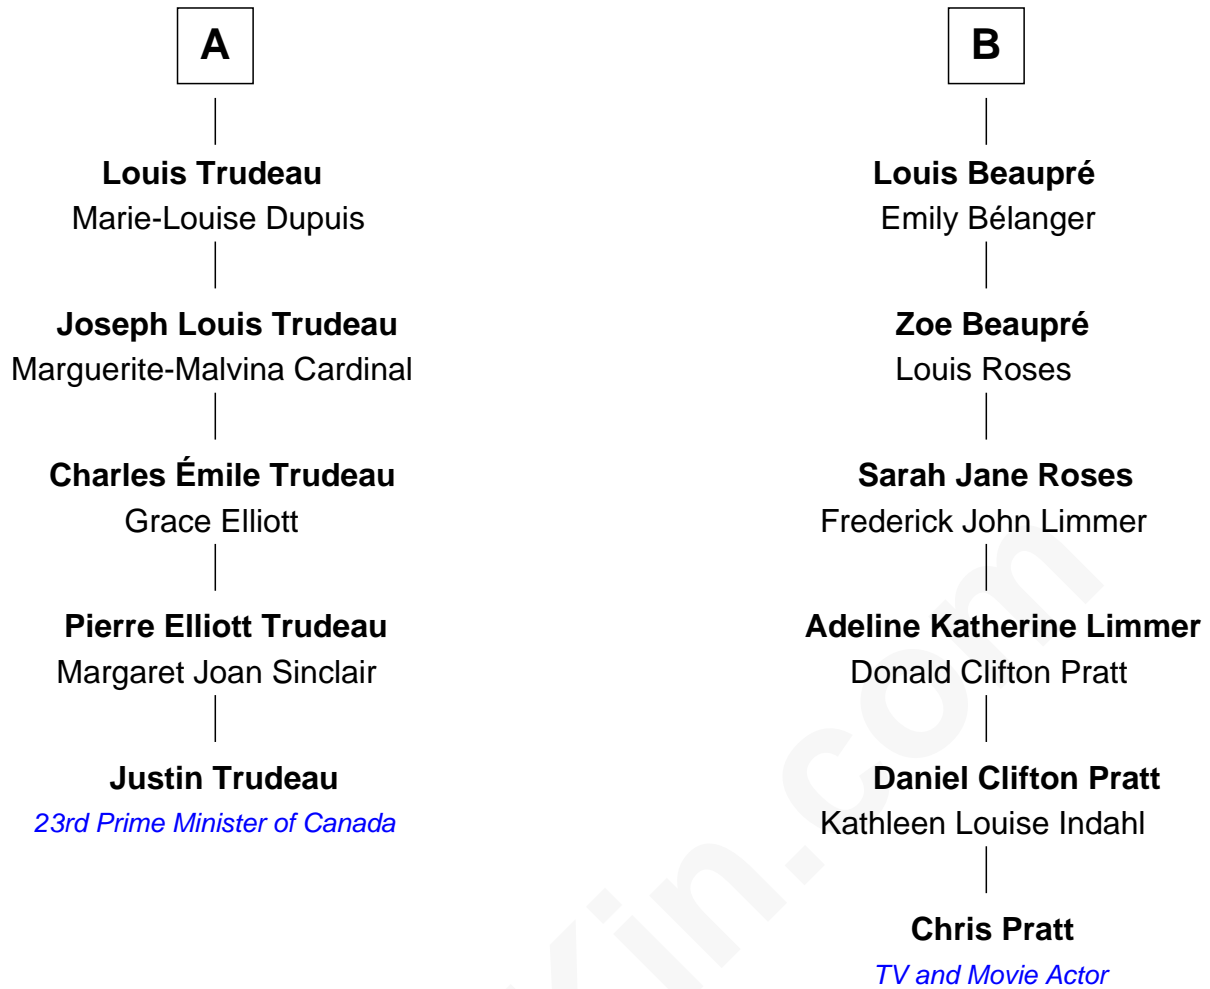 A
Louis Trudeau
Marie-Louise Dupuis
Joseph Louis Trudeau
Marguerite-Malvina Cardinal
Charles Émile Trudeau
Grace Elliott
Pierre Elliott Trudeau
Margaret Joan Sinclair
Justin Trudeau
23rd Prime Minister of Canada
B
Louis Beaupré
Emily Bélanger
Zoe Beaupré
Louis Roses
Sarah Jane Roses
Frederick John Limmer
Adeline Katherine Limmer
Donald Clifton Pratt
Daniel Clifton Pratt
Kathleen Louise Indahl
Chris Pratt
TV and Movie Actor
Kin.com